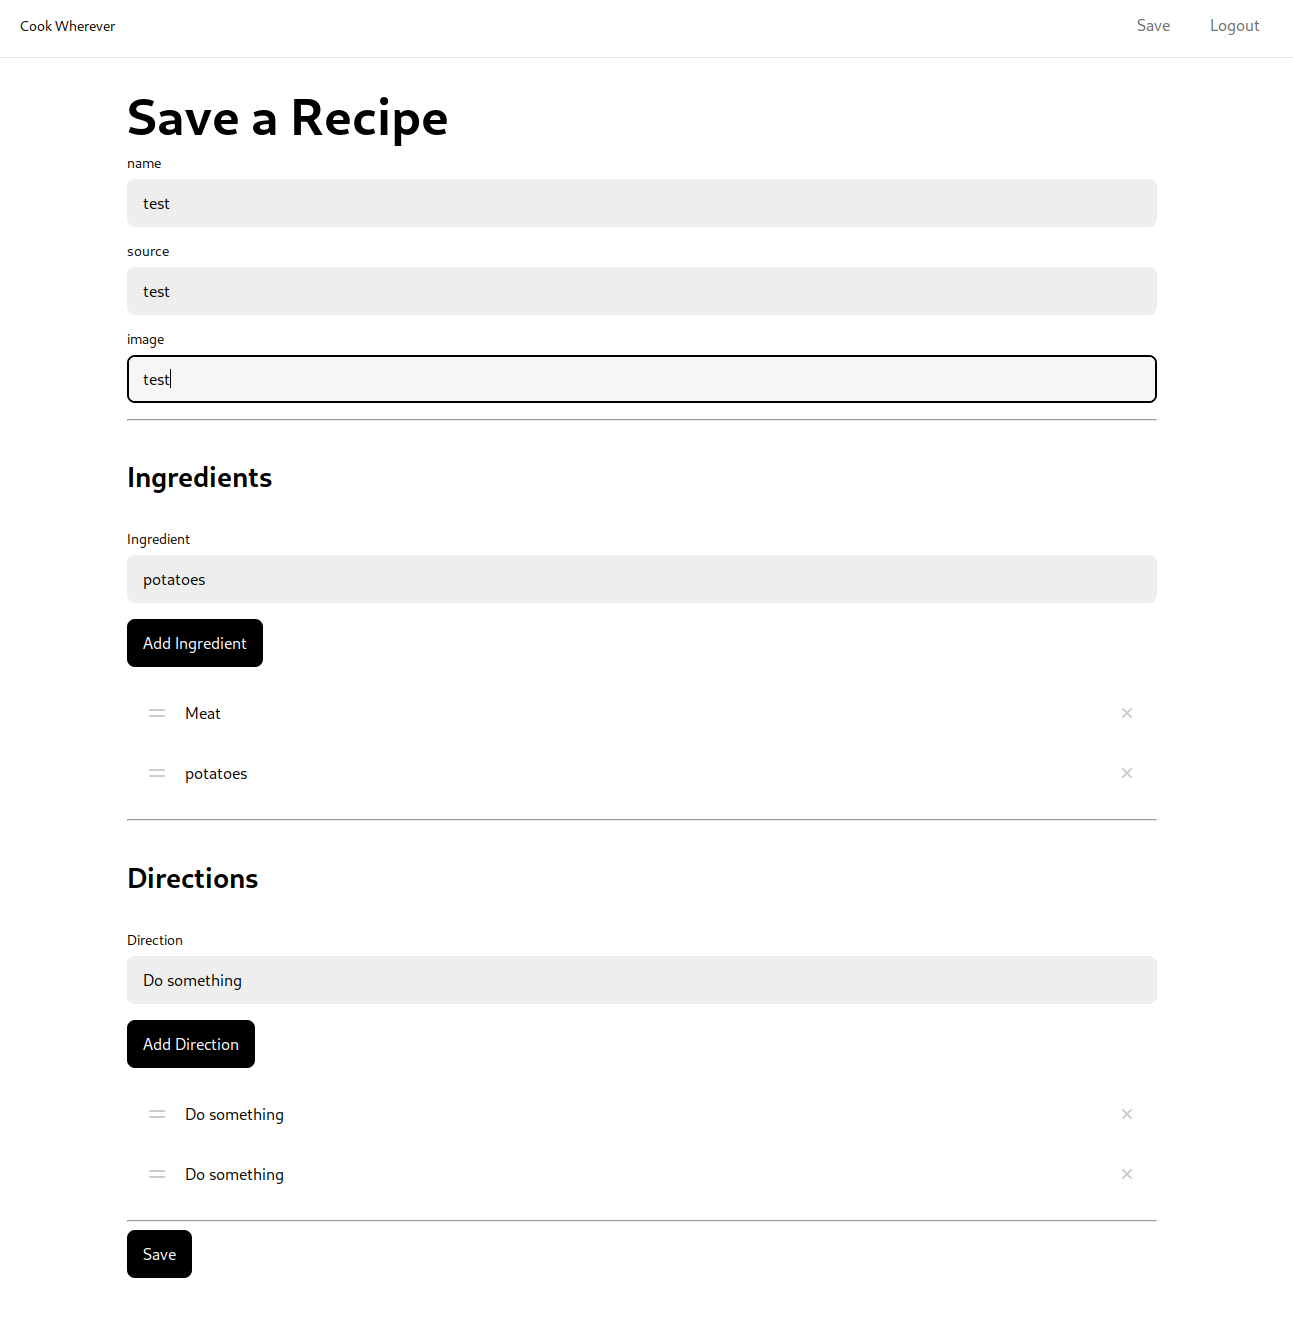 Cook Wherever
Save Logout
Save a Recipe
name
test
source
test
image
test
Ingredients
Ingredient
potatoes
Add Ingredient
Meat
potatoes
Directions
Direction
Do something
Add Direction
Do something
Do something
Save